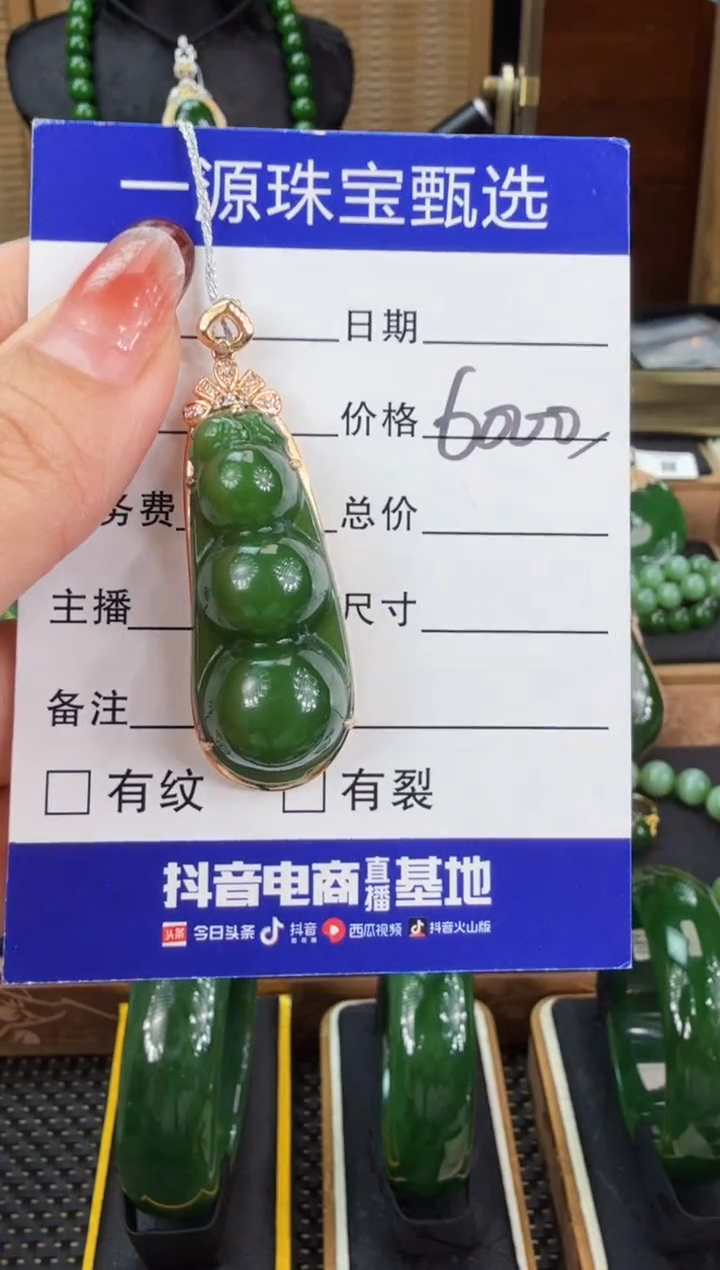 一源珠宝甄选
日期
价格 6000
务费 总价
主播 尺寸
备注
有纹 有裂
抖音电商直播基地
头条 今日头条 抖音 西瓜视频 抖音火山版